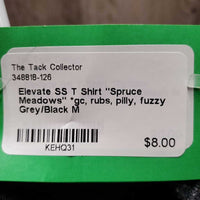 The Tack Collector
348818-126
Elevate SS T Shirt "Spruce
Meadows" *gc, rubs, pilly, fuzzy
Grey/Black M
KEHQ31
$8.00